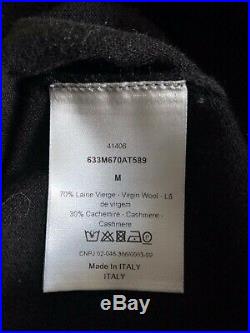 41406
633M670AT589
M
70% Laine Vierge - Virgin Wool - Lã
de virgem
30% Cachemire - Cashmere -
Cashmere
Made In ITALY
ITALY